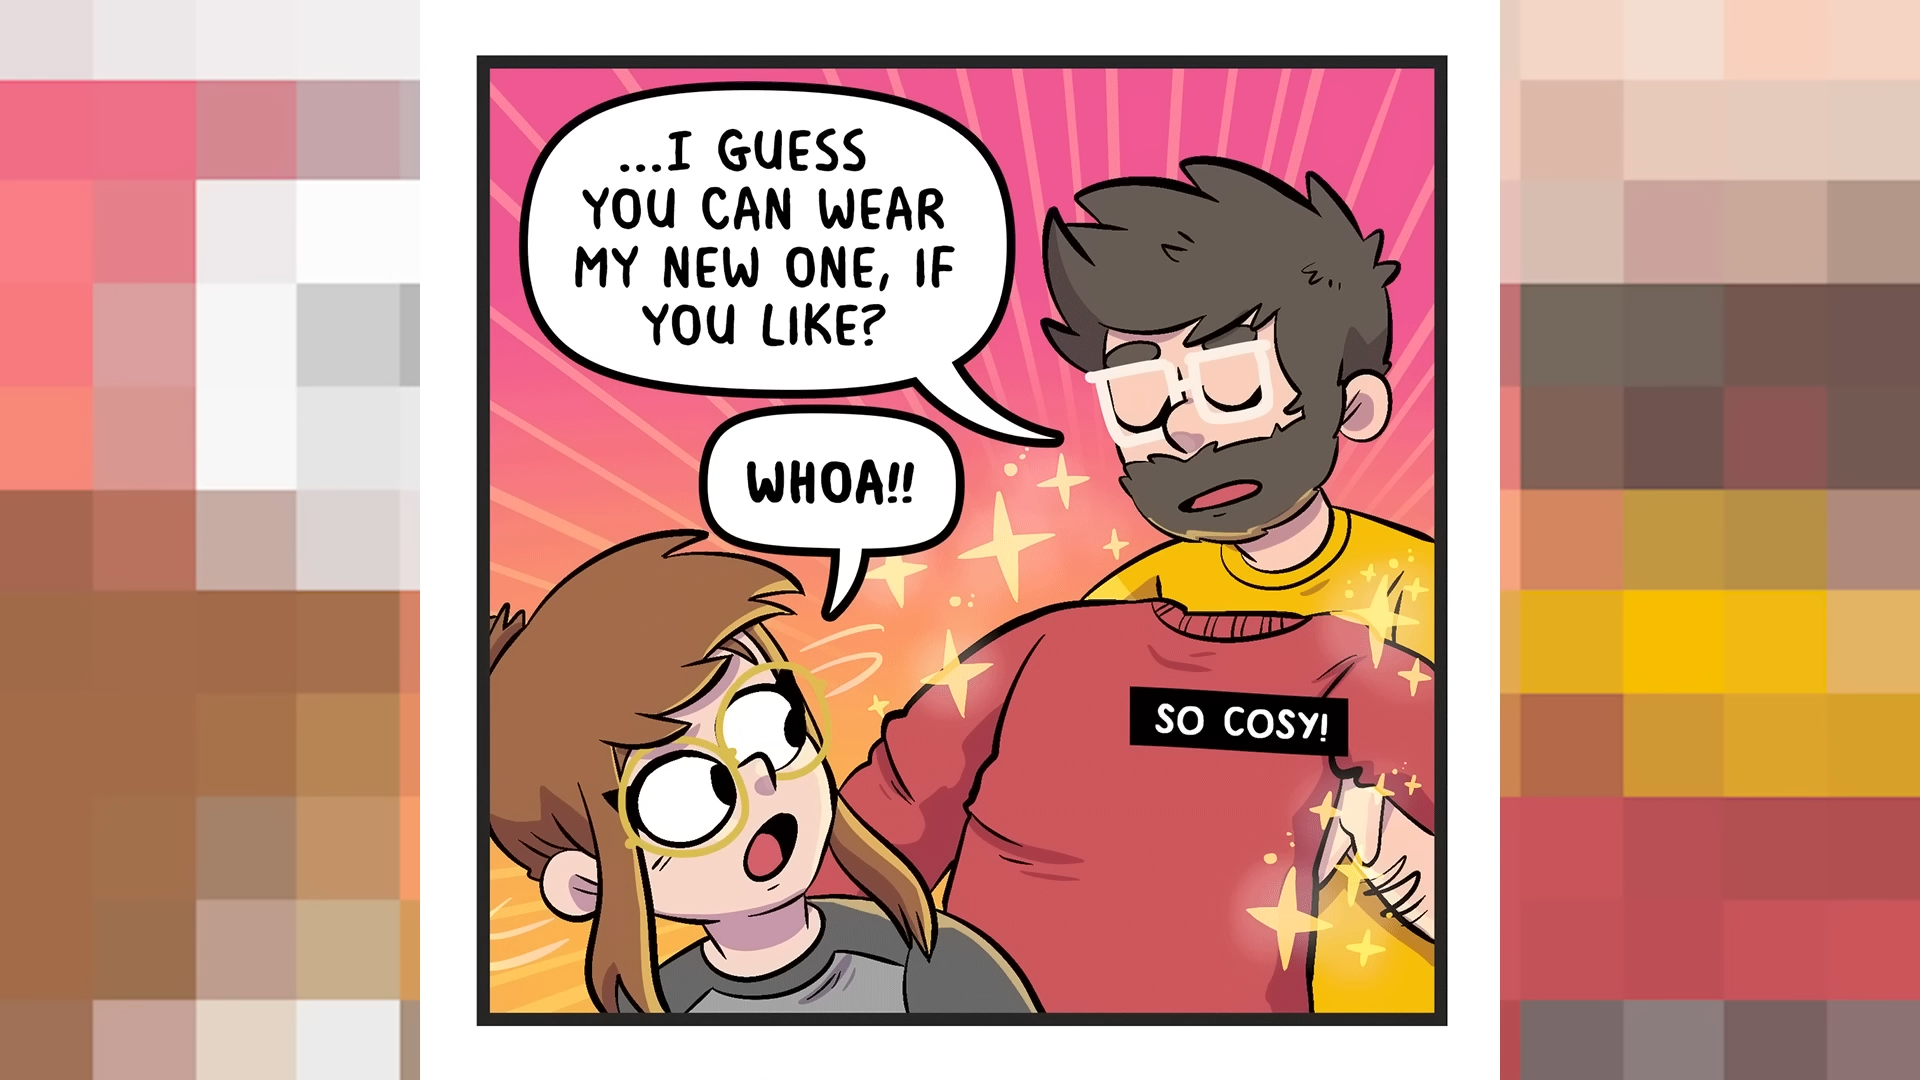 ...I GUESS
YOU CAN WEAR
MY NEW ONE, IF
YOU LIKE?
WHOA!!
SO COSY!